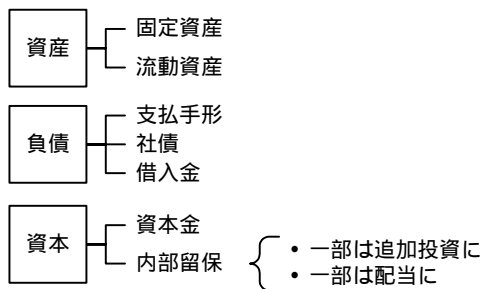 資産
固定資産
流動資産
負債
支払手形
社債
借入金
資本
資本金
内部留保
• 一部は追加投資に
• 一部は配当に